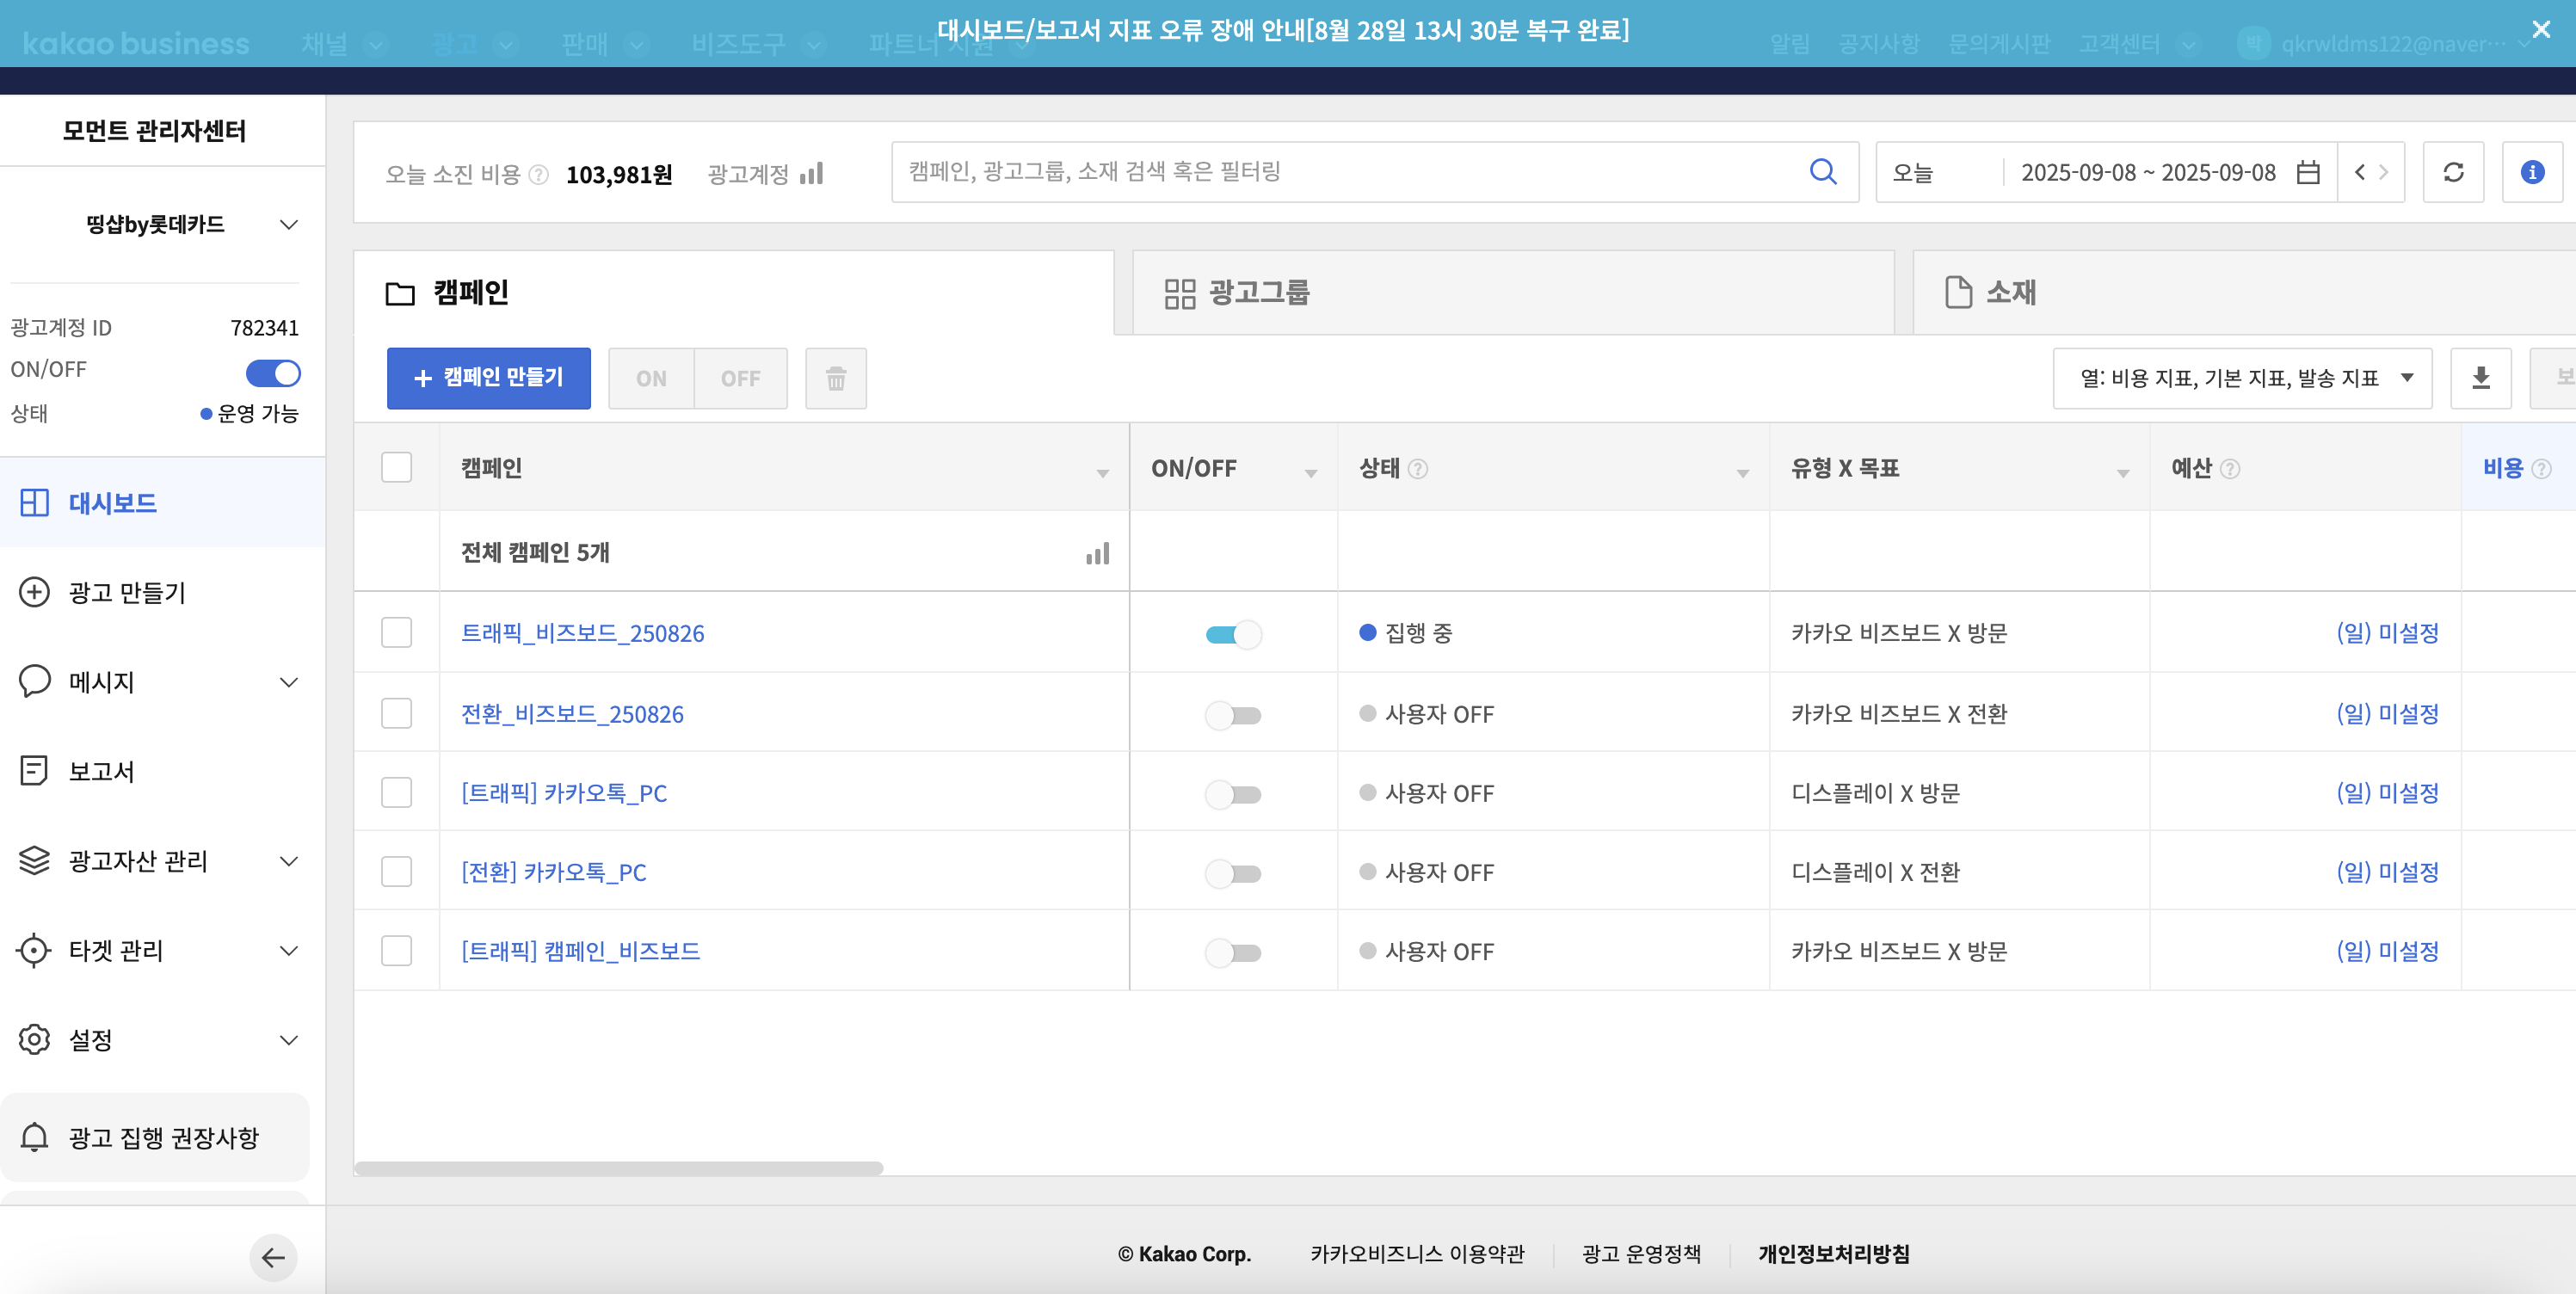 대시보드/보고서 지표 오류 장애 안내[8월 28일 13시 30분 복구 완료]
kakao business 채널 광고 판매 비즈도구 파트너 지원 알림 공지사항 문의게시판 고객센터 박 qkrwldms122@naver···
모먼트 관리자센터
띵샵by롯데카드
광고계정 ID 782341
ON/OFF
상태 운영 가능
대시보드
광고 만들기
메시지
보고서
광고자산 관리
타겟 관리
설정
광고 집행 권장사항
오늘 소진 비용 103,981원 광고계정
캠페인, 광고그룹, 소재 검색 혹은 필터링
오늘 2025-09-08 ~ 2025-09-08
캠페인 광고그룹 소재
+ 캠페인 만들기 ON OFF 열: 비용 지표, 기본 지표, 발송 지표
캠페인 ON/OFF 상태 유형 X 목표 예산 비용
전체 캠페인 5개
트래픽_비즈보드_250826 집행 중 카카오 비즈보드 X 방문 (일) 미설정
전환_비즈보드_250826 사용자 OFF 카카오 비즈보드 X 전환 (일) 미설정
[트래픽] 카카오톡_PC 사용자 OFF 디스플레이 X 방문 (일) 미설정
[전환] 카카오톡_PC 사용자 OFF 디스플레이 X 전환 (일) 미설정
[트래픽] 캠페인_비즈보드 사용자 OFF 카카오 비즈보드 X 방문 (일) 미설정
© Kakao Corp. 카카오비즈니스 이용약관 광고 운영정책 개인정보처리방침